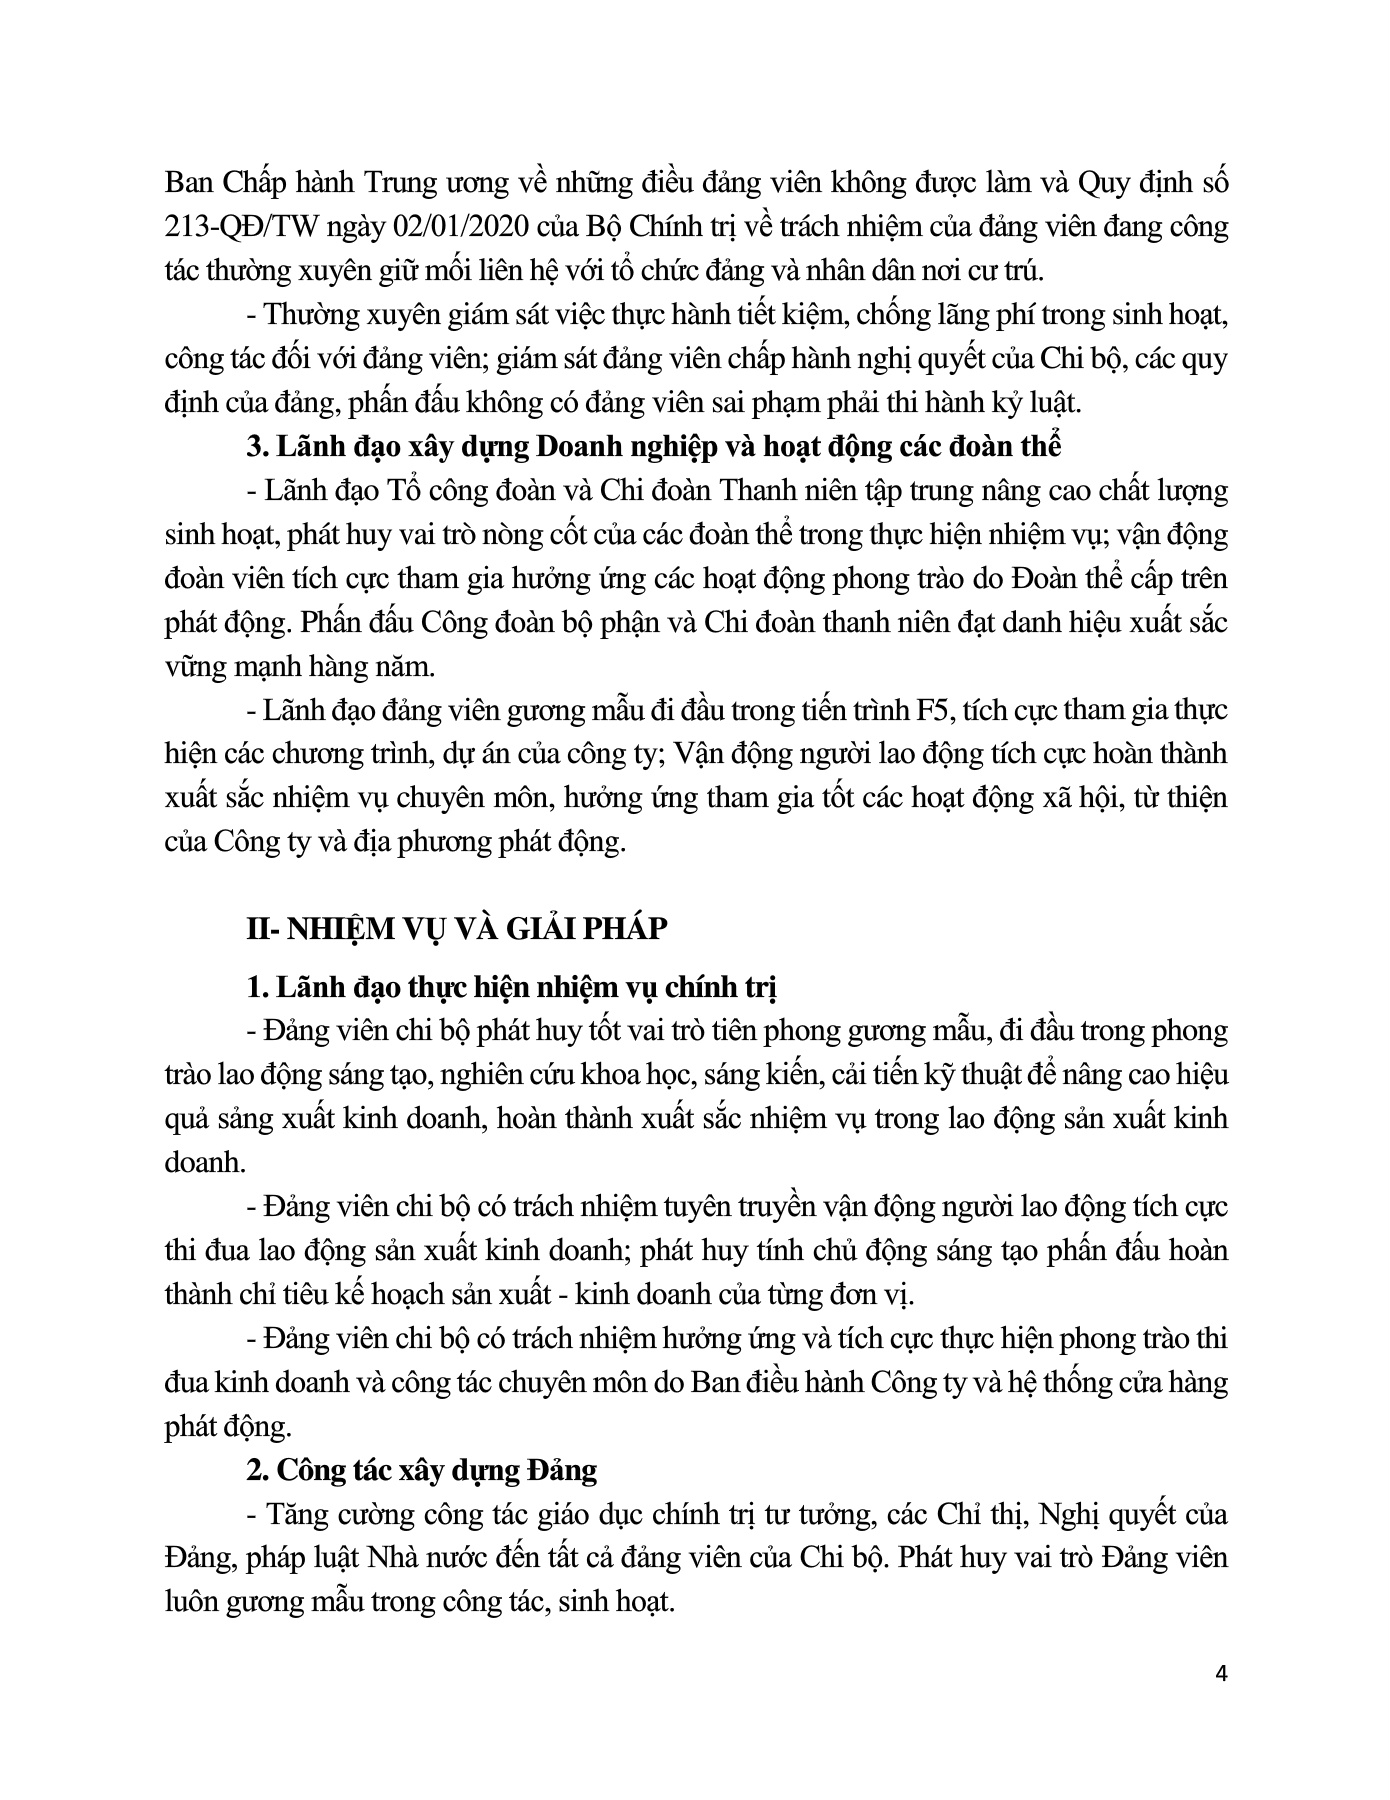 Ban Chấp hành Trung ương về những điều đảng viên không được làm và Quy định số
213-QĐ/TW ngày 02/01/2020 của Bộ Chính trị về trách nhiệm của đảng viên đang công
tác thường xuyên giữ mối liên hệ với tổ chức đảng và nhân dân nơi cư trú.
- Thường xuyên giám sát việc thực hành tiết kiệm, chống lãng phí trong sinh hoạt,
công tác đối với đảng viên; giám sát đảng viên chấp hành nghị quyết của Chi bộ, các quy
định của đảng, phấn đấu không có đảng viên sai phạm phải thi hành kỷ luật.
3. Lãnh đạo xây dựng Doanh nghiệp và hoạt động các đoàn thể
- Lãnh đạo Tổ công đoàn và Chi đoàn Thanh niên tập trung nâng cao chất lượng
sinh hoạt, phát huy vai trò nòng cốt của các đoàn thể trong thực hiện nhiệm vụ; vận động
đoàn viên tích cực tham gia hưởng ứng các hoạt động phong trào do Đoàn thể cấp trên
phát động. Phấn đấu Công đoàn bộ phận và Chi đoàn thanh niên đạt danh hiệu xuất sắc
vững mạnh hàng năm.
- Lãnh đạo đảng viên gương mẫu đi đầu trong tiến trình F5, tích cực tham gia thực
hiện các chương trình, dự án của công ty; Vận động người lao động tích cực hoàn thành
xuất sắc nhiệm vụ chuyên môn, hưởng ứng tham gia tốt các hoạt động xã hội, từ thiện
của Công ty và địa phương phát động.
II- NHIỆM VỤ VÀ GIẢI PHÁP
1. Lãnh đạo thực hiện nhiệm vụ chính trị
- Đảng viên chi bộ phát huy tốt vai trò tiên phong gương mẫu, đi đầu trong phong
trào lao động sáng tạo, nghiên cứu khoa học, sáng kiến, cải tiến kỹ thuật để nâng cao hiệu
quả sảng xuất kinh doanh, hoàn thành xuất sắc nhiệm vụ trong lao động sản xuất kinh
doanh.
- Đảng viên chi bộ có trách nhiệm tuyên truyền vận động người lao động tích cực
thi đua lao động sản xuất kinh doanh; phát huy tính chủ động sáng tạo phấn đấu hoàn
thành chỉ tiêu kế hoạch sản xuất - kinh doanh của từng đơn vị.
- Đảng viên chi bộ có trách nhiệm hưởng ứng và tích cực thực hiện phong trào thi
đua kinh doanh và công tác chuyên môn do Ban điều hành Công ty và hệ thống cửa hàng
phát động.
2. Công tác xây dựng Đảng
- Tăng cường công tác giáo dục chính trị tư tưởng, các Chỉ thị, Nghị quyết của
Đảng, pháp luật Nhà nước đến tất cả đảng viên của Chi bộ. Phát huy vai trò Đảng viên
luôn gương mẫu trong công tác, sinh hoạt.
4